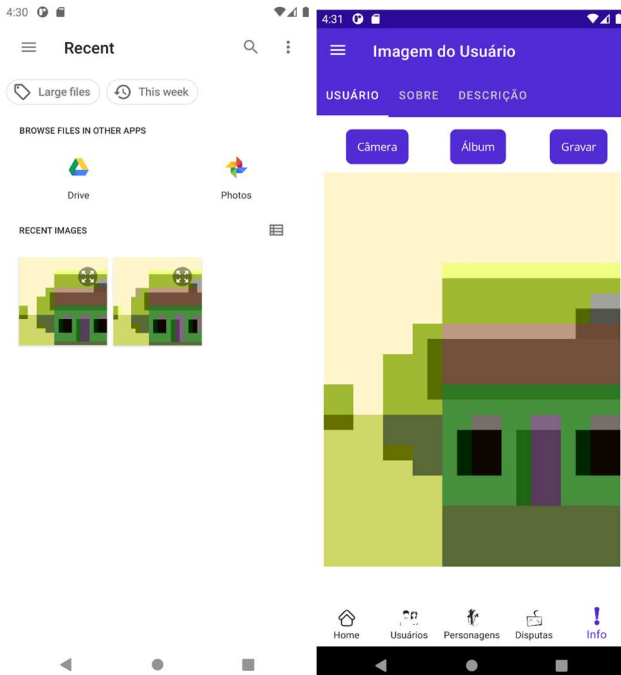 4:30
Recent
Large files
This week
BROWSE FILES IN OTHER APPS
Drive
Photos
RECENT IMAGES
4:31
Imagem do Usuário
USUÁRIO SOBRE DESCRIÇÃO
Câmera Álbum Gravar
Home Usuários Personagens Disputas Info